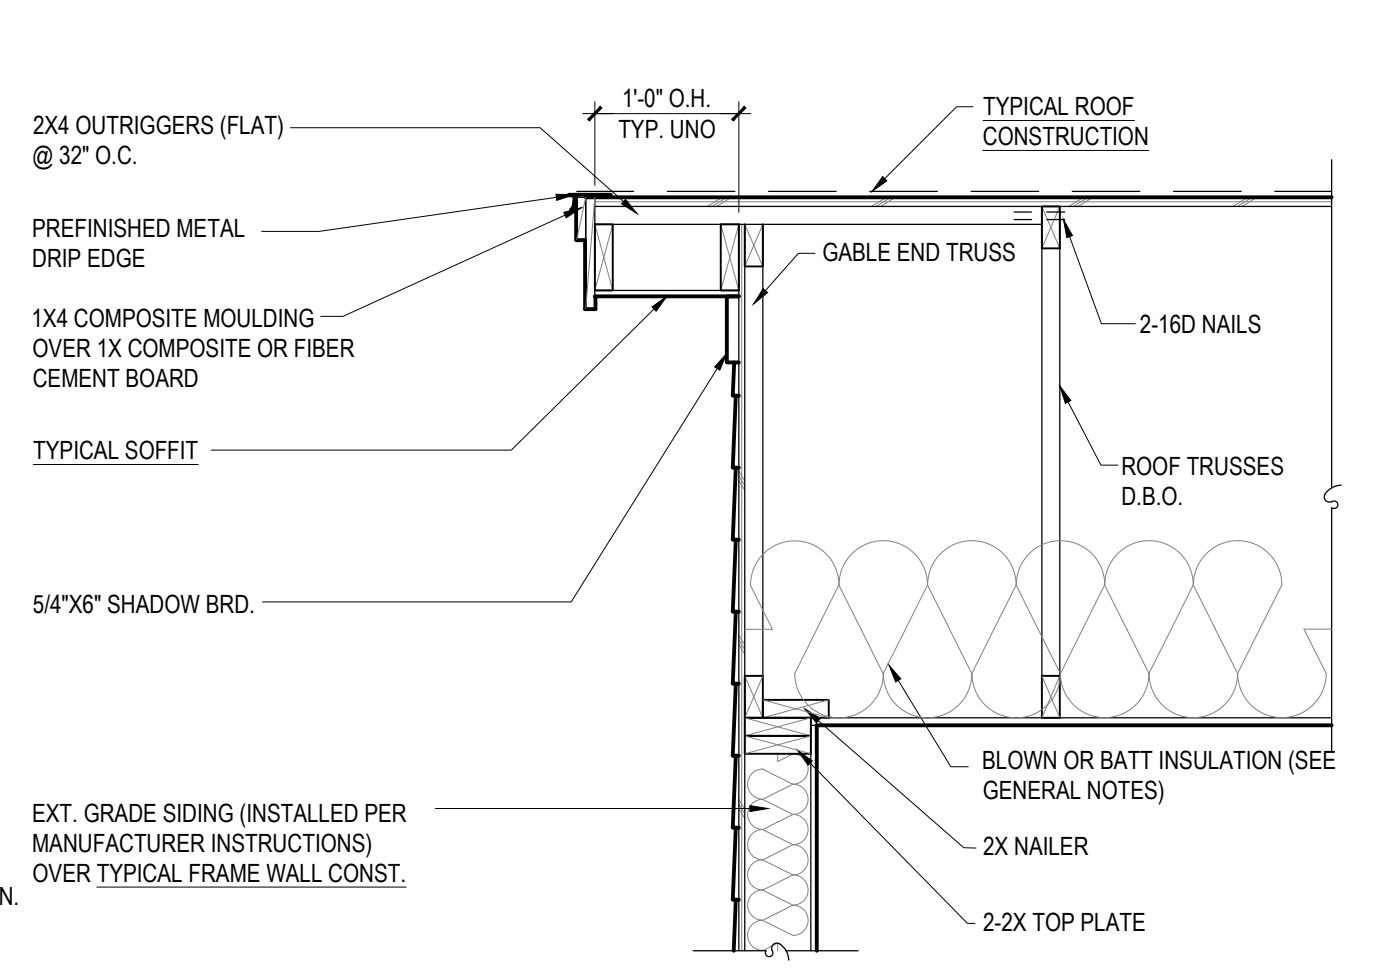 1'-0" O.H.
TYP. UNO
2X4 OUTRIGGERS (FLAT)
@ 32" O.C.
TYPICAL ROOF
CONSTRUCTION
PREFINISHED METAL
DRIP EDGE
GABLE END TRUSS
1X4 COMPOSITE MOULDING
OVER 1X COMPOSITE OR FIBER
CEMENT BOARD
2-16D NAILS
TYPICAL SOFFIT
ROOF TRUSSES
D.B.O.
5/4"X6" SHADOW BRD.
BLOWN OR BATT INSULATION (SEE
GENERAL NOTES)
EXT. GRADE SIDING (INSTALLED PER
MANUFACTURER INSTRUCTIONS)
OVER TYPICAL FRAME WALL CONST.
2X NAILER
N.
2-2X TOP PLATE